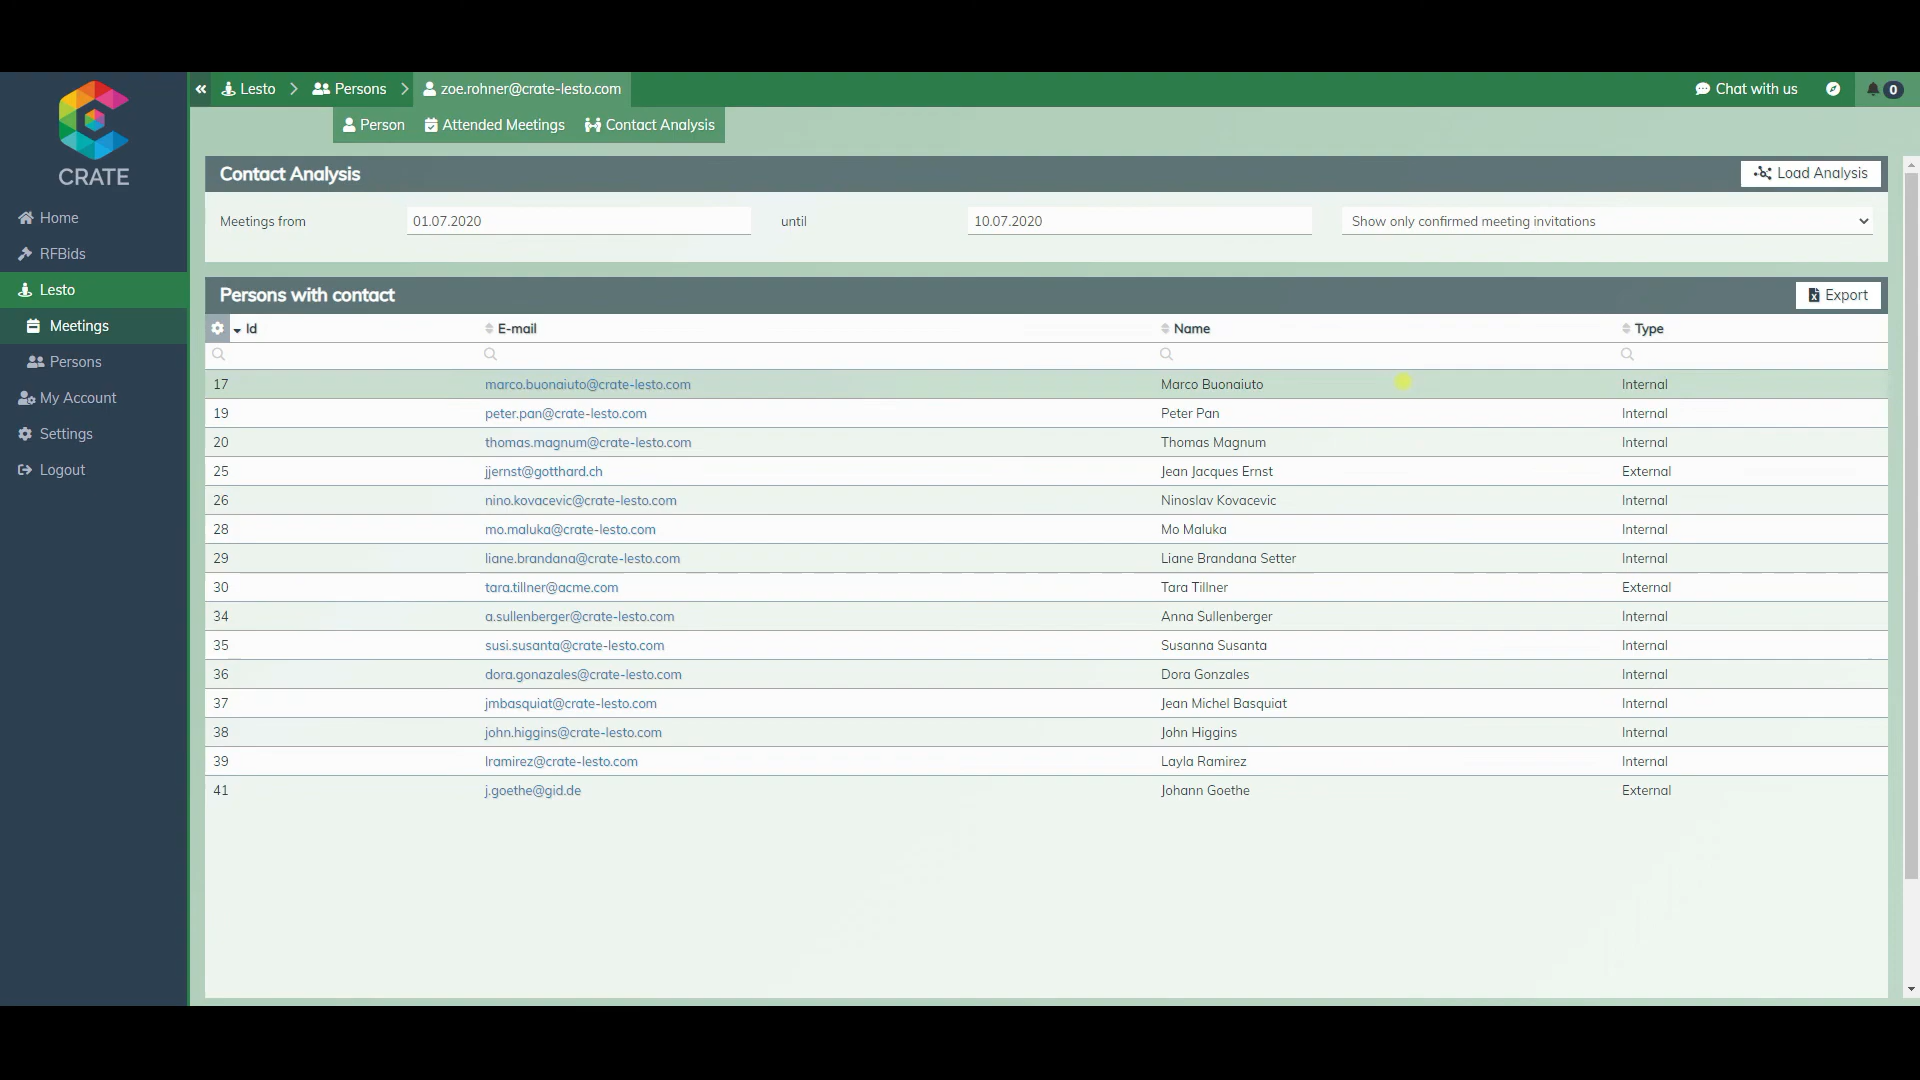 Lesto
Persons
zoe.rohner@crate-lesto.com
Chat with us
0
Person
Attended Meetings
Contact Analysis
CRATE
Home
RFBids
Lesto
Meetings
Persons
My Account
Settings
Logout
Contact Analysis
Load Analysis
Meetings from 01.07.2020 until 10.07.2020 Show only confirmed meeting invitations
Persons with contact
Export
Id E-mail Name Type
17 marco.buonaiuto@crate-lesto.com Marco Buonaiuto Internal
19 peter.pan@crate-lesto.com Peter Pan Internal
20 thomas.magnum@crate-lesto.com Thomas Magnum Internal
25 jjernst@gotthard.ch Jean Jacques Ernst External
26 nino.kovacevic@crate-lesto.com Ninoslav Kovacevic Internal
28 mo.maluka@crate-lesto.com Mo Maluka Internal
29 liane.brandana@crate-lesto.com Liane Brandana Setter Internal
30 tara.tillner@acme.com Tara Tillner External
34 a.sullenberger@crate-lesto.com Anna Sullenberger Internal
35 susi.susanta@crate-lesto.com Susanna Susanta Internal
36 dora.gonazales@crate-lesto.com Dora Gonzales Internal
37 jmbasquiat@crate-lesto.com Jean Michel Basquiat Internal
38 john.higgins@crate-lesto.com John Higgins Internal
39 lramirez@crate-lesto.com Layla Ramirez Internal
41 j.goethe@gid.de Johann Goethe External